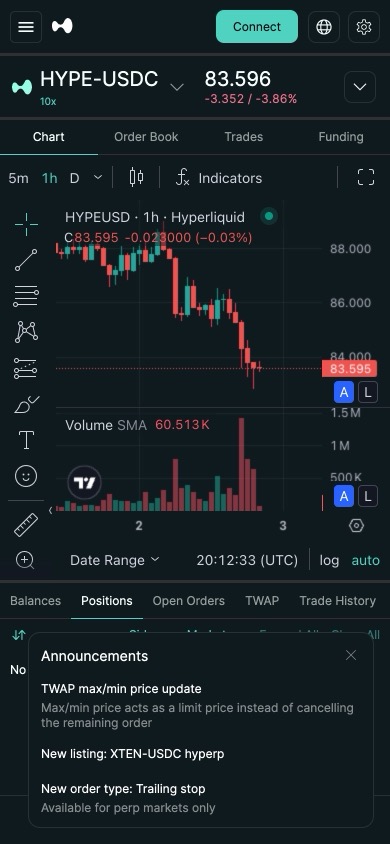 Connect
HYPE-USDC
10x
83.596
-3.352 / -3.86%
Chart
Order Book
Trades
Funding
5m
1h
D
Indicators
HYPEUSD · 1h · Hyperliquid
C83.595 -0.023000 (−0.03%)
88.000
86.000
84.000
83.595
A
L
Volume SMA 60.513K
1.5M
1M
500K
A
L
2
3
Date Range
20:12:33 (UTC)
log
auto
Balances
Positions
Open Orders
TWAP
Trade History
No
Announcements
TWAP max/min price update
Max/min price acts as a limit price instead of cancelling
the remaining order
New listing: XTEN-USDC hyperp
New order type: Trailing stop
Available for perp markets only